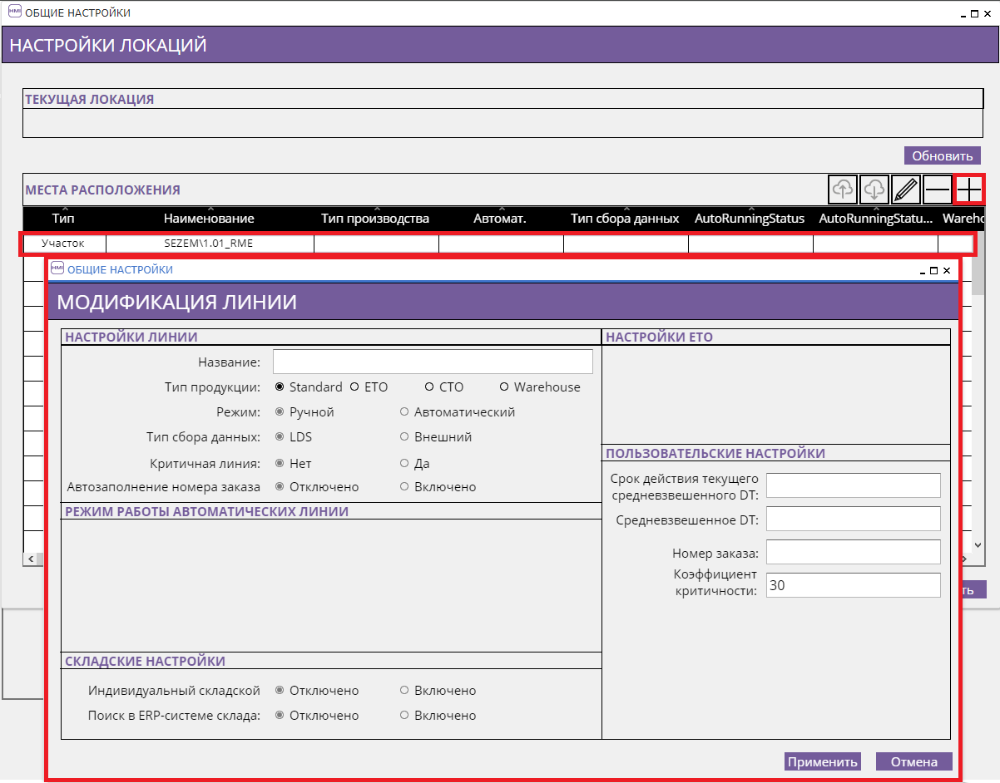 HMI ОБЩИЕ НАСТРОЙКИ
НАСТРОЙКИ ЛОКАЦИЙ
ТЕКУЩАЯ ЛОКАЦИЯ
Обновить
МЕСТА РАСПОЛОЖЕНИЯ
Тип Наименование Тип производства Автомат. Тип сбора данных AutoRunningStatus AutoRunningStatu... Wareho
Участок SEZEM\1.01_RME
HMI ОБЩИЕ НАСТРОЙКИ
МОДИФИКАЦИЯ ЛИНИИ
НАСТРОЙКИ ЛИНИИ
Название:
Тип продукции: Standard ETO CTO Warehouse
Режим: Ручной Автоматический
Тип сбора данных: LDS Внешний
Критичная линия: Нет Да
Автозаполнение номера заказа Отключено Включено
РЕЖИМ РАБОТЫ АВТОМАТИЧЕСКИХ ЛИНИИ
СКЛАДСКИЕ НАСТРОЙКИ
Индивидуальный складской Отключено Включено
Поиск в ERP-системе склада: Отключено Включено
НАСТРОЙКИ ETO
ПОЛЬЗОВАТЕЛЬСКИЕ НАСТРОЙКИ
Срок действия текущего
средневзвешенного DT:
Средневзвешенное DT:
Номер заказа:
Коэффициент
критичности: 30
ть
Применить Отмена